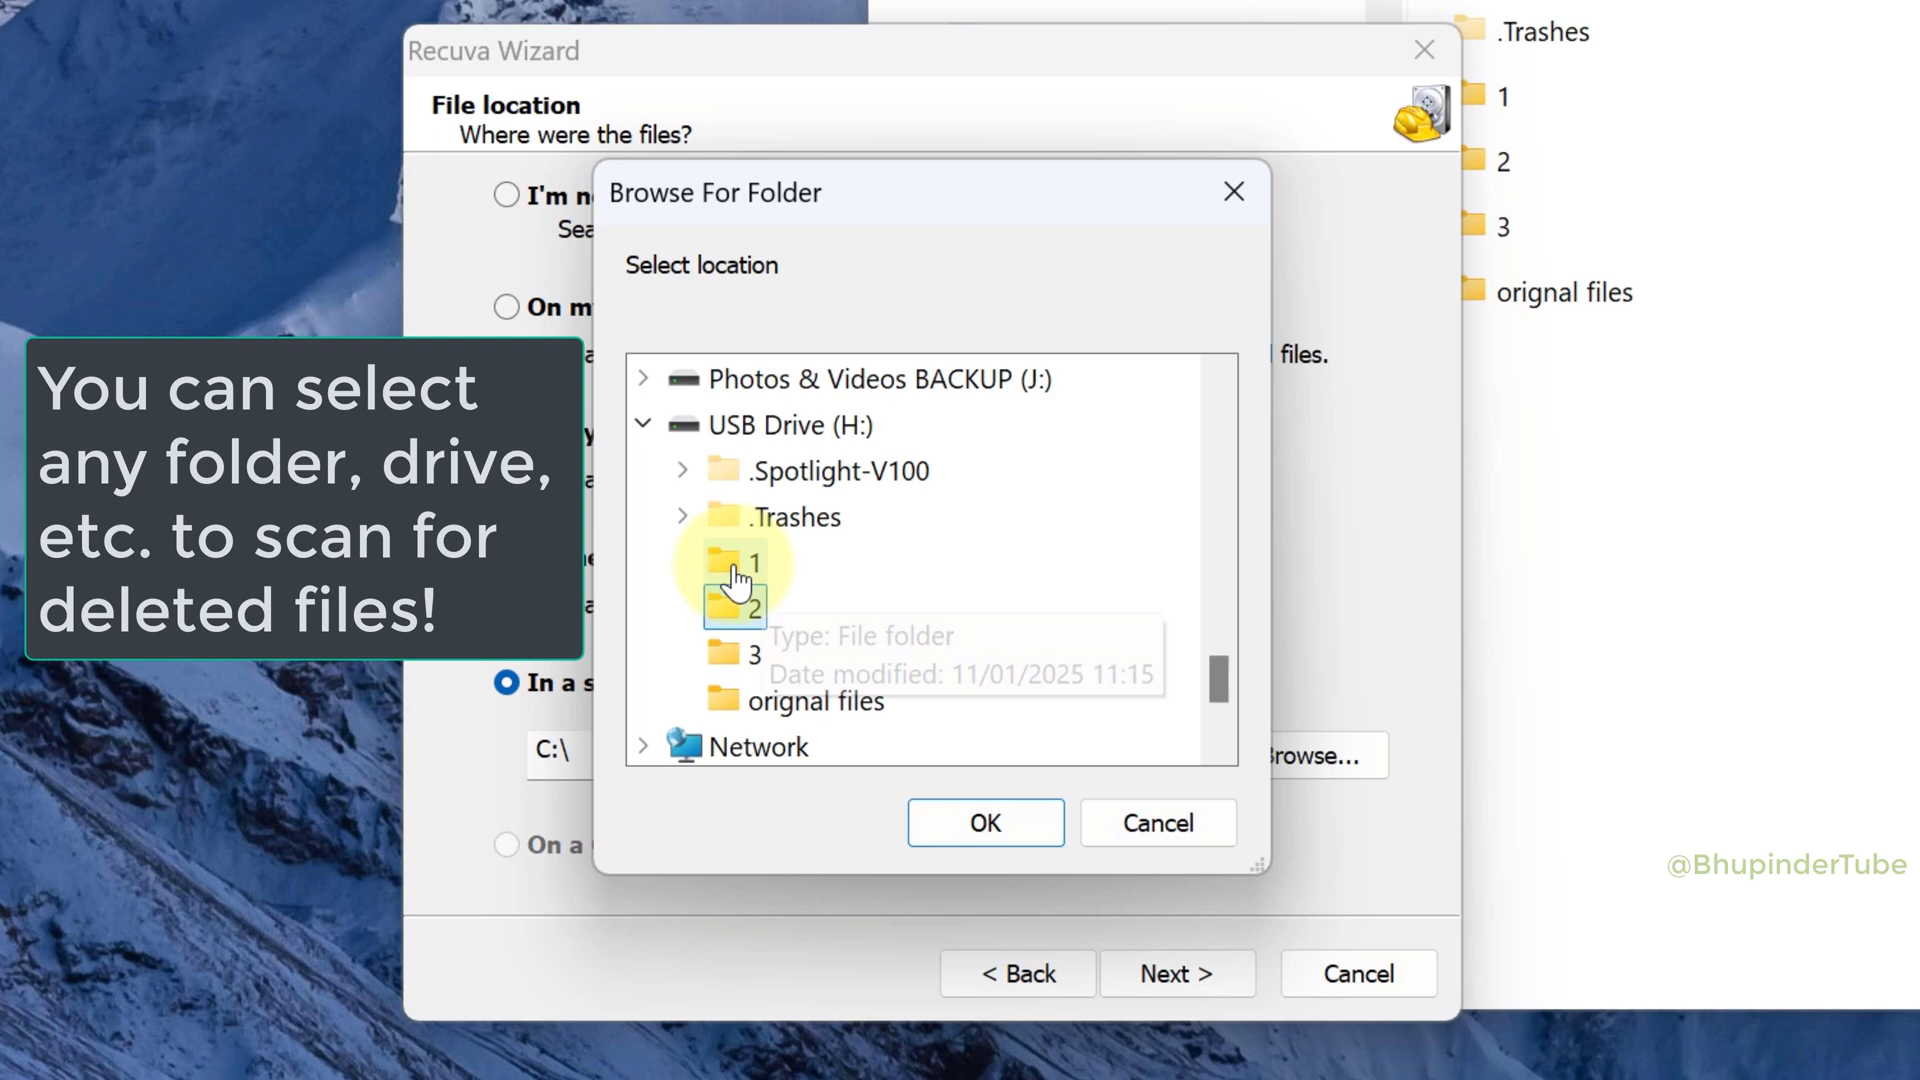 .Trashes
1
2
3
orignal files
Recuva Wizard
File location
Where were the files?
I'm n
Sea
On m
files.
In a s
C:\
Browse...
On a
Browse For Folder
Select location
Photos & Videos BACKUP (J:)
USB Drive (H:)
.Spotlight-V100
.Trashes
1
2
3
orignal files
Network
Type: File folder
Date modified: 11/01/2025 11:15
OK
Cancel
< Back
Next >
Cancel
You can select
any folder, drive,
etc. to scan for
deleted files!
@BhupinderTube